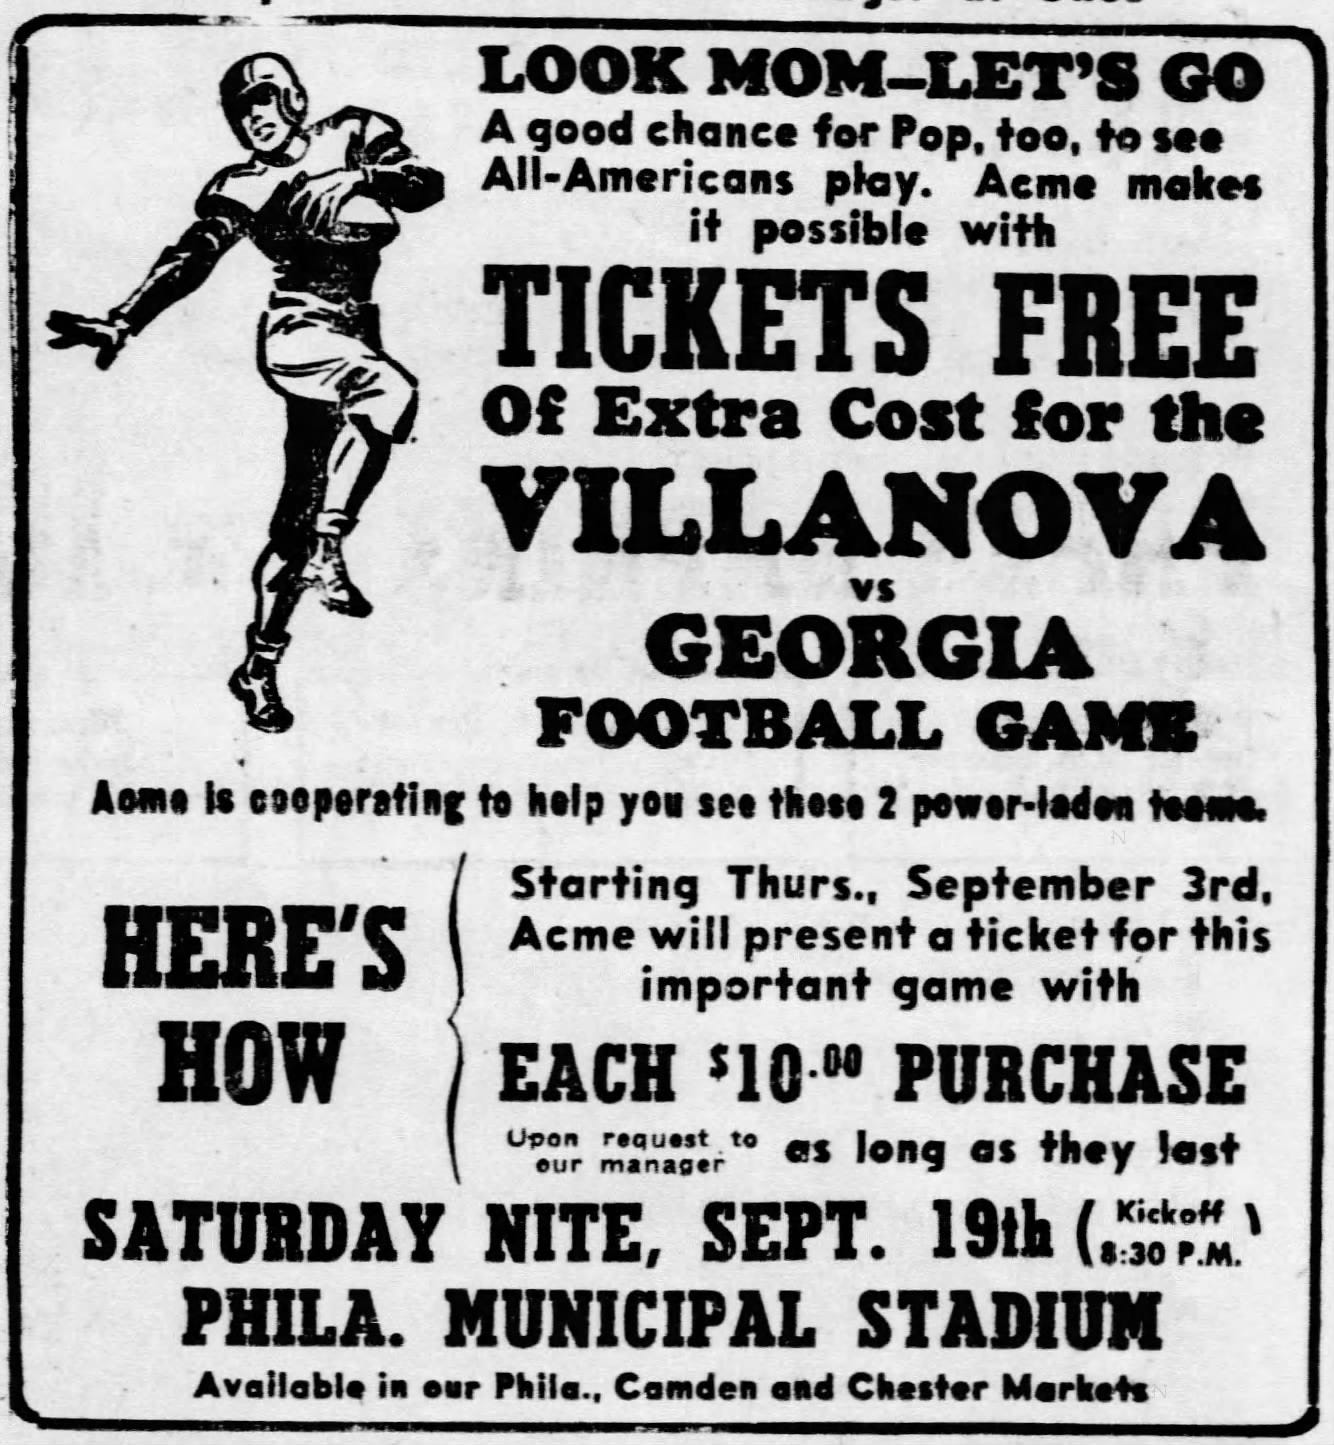 LOOK MOM–LET'S GO
A good chance for Pop, too, to see
All-Americans play. Acme makes
it possible with
TICKETS FREE
Of Extra Cost for the
VILLANOVA
vs
GEORGIA
FOOTBALL GAME
Acme is cooperating to help you see these 2 power-laden teams.
HERE'S
HOW
Starting Thurs., September 3rd,
Acme will present a ticket for this
important game with
EACH $10.00 PURCHASE
Upon request to
our manager
as long as they last
SATURDAY NITE, SEPT. 19th (Kickoff
8:30 P.M.)
PHILA. MUNICIPAL STADIUM
Available in our Phila., Camden and Chester Markets